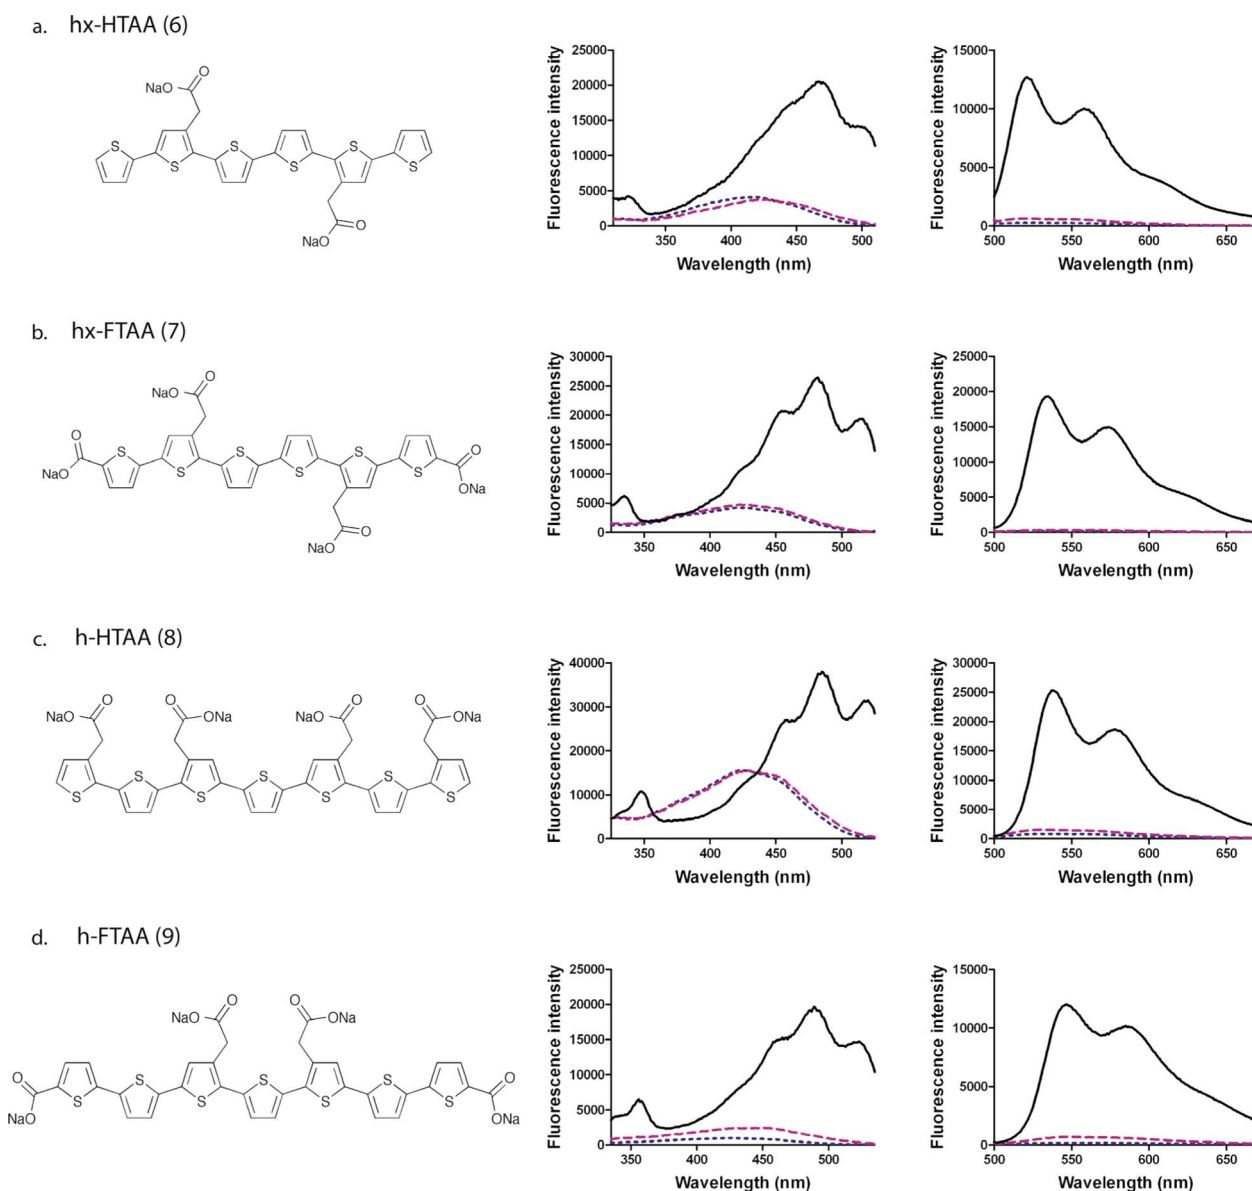 a. hx-HTAA (6)
NaO O
S S S S S S
O
NaO
Fluorescence intensity
25000
20000
15000
10000
5000
0
350 400 450 500
Wavelength (nm)
Fluorescence intensity
15000
10000
5000
0
500 550 600 650
Wavelength (nm)
b. hx-FTAA (7)
O
NaO
O S S S S S S O
NaO ONa
O
NaO
Fluorescence intensity
30000
25000
20000
15000
10000
5000
0
350 400 450 500
Wavelength (nm)
Fluorescence intensity
25000
20000
15000
10000
5000
0
500 550 600 650
Wavelength (nm)
c. h-HTAA (8)
O O O O
NaO ONa NaO ONa
S S S S S S S
Fluorescence intensity
40000
30000
20000
10000
0
350 400 450 500
Wavelength (nm)
Fluorescence intensity
30000
25000
20000
15000
10000
5000
0
500 550 600 650
Wavelength (nm)
d. h-FTAA (9)
O O
NaO ONa
O S S S S S S S O
NaO ONa
Fluorescence intensity
25000
20000
15000
10000
5000
0
350 400 450 500
Wavelength (nm)
Fluorescence intensity
15000
10000
5000
0
500 550 600 650
Wavelength (nm)